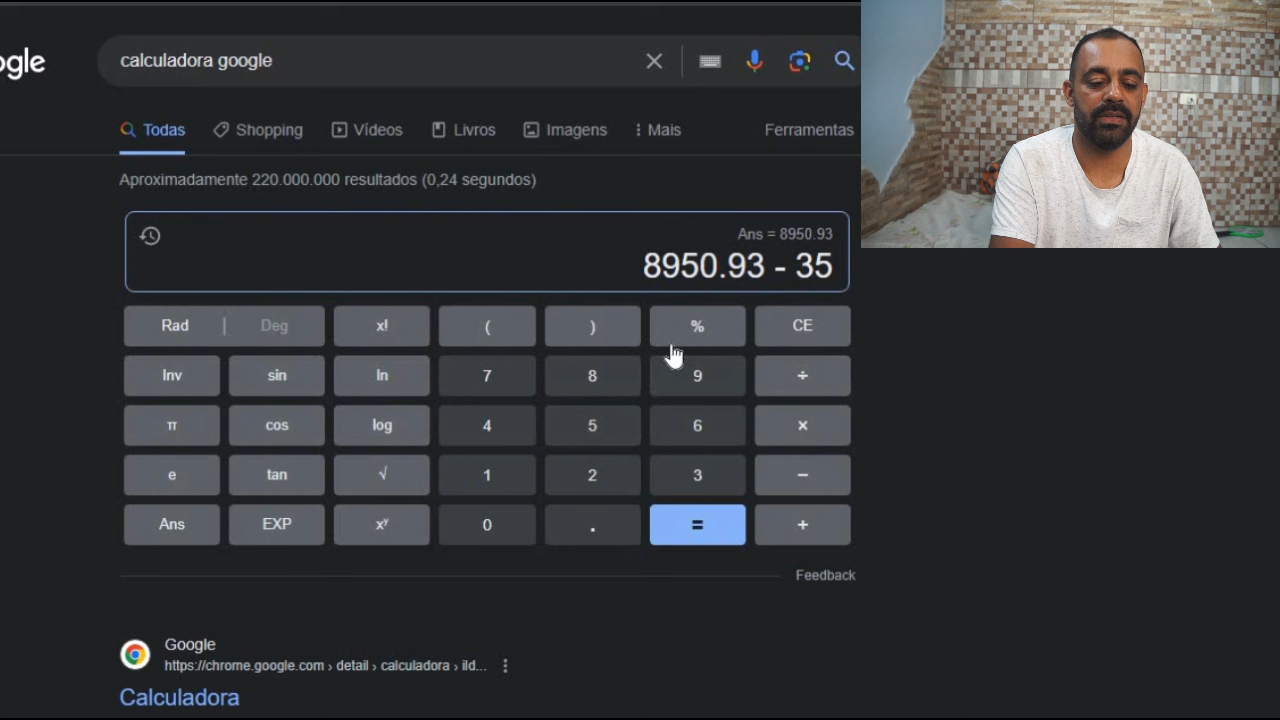 ogle
calculadora google
Todas Shopping Vídeos Livros Imagens Mais Ferramentas
Aproximadamente 220.000.000 resultados (0,24 segundos)
Ans = 8950.93
8950.93 - 35
Rad | Deg x! ( ) % CE
Inv sin ln 7 8 9 ÷
π cos log 4 5 6 ×
e tan √ 1 2 3 −
Ans EXP xʸ 0 . = +
Feedback
Google
https://chrome.google.com › detail › calculadora › ild...
Calculadora